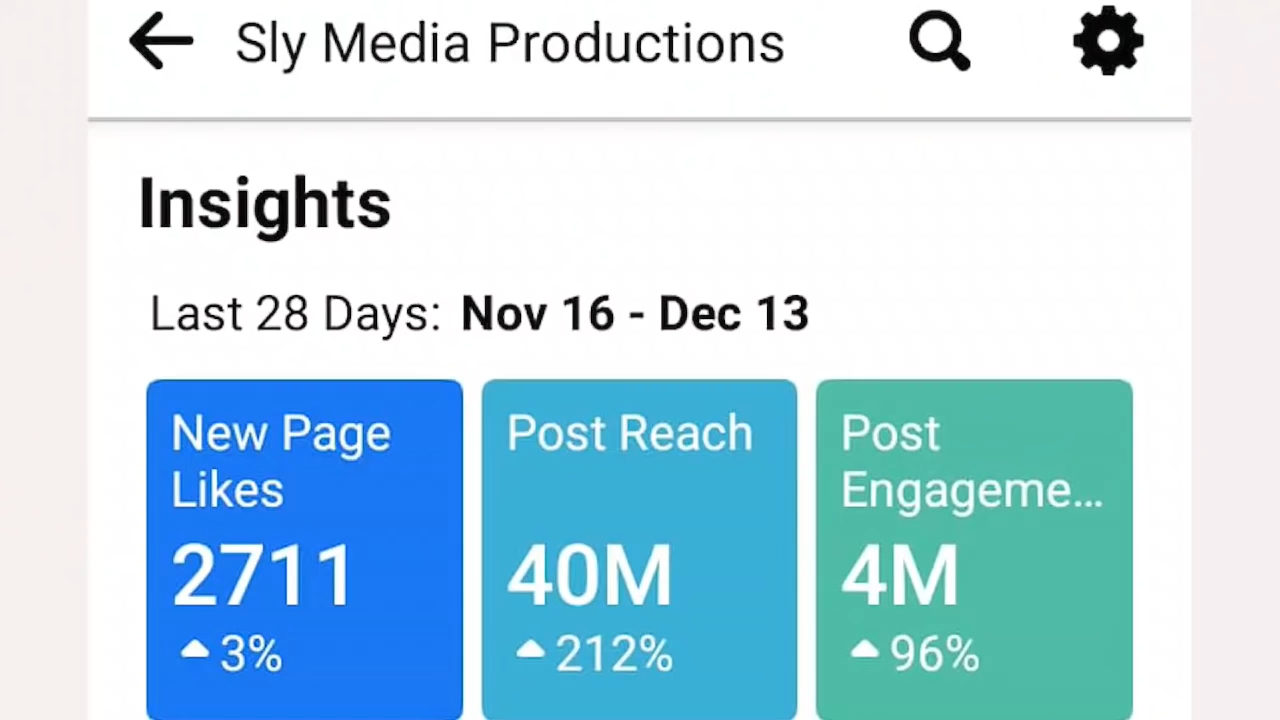 Sly Media Productions
Insights
Last 28 Days: Nov 16 - Dec 13
New Page
Likes
2711
3%
Post Reach
40M
212%
Post
Engageme...
4M
96%